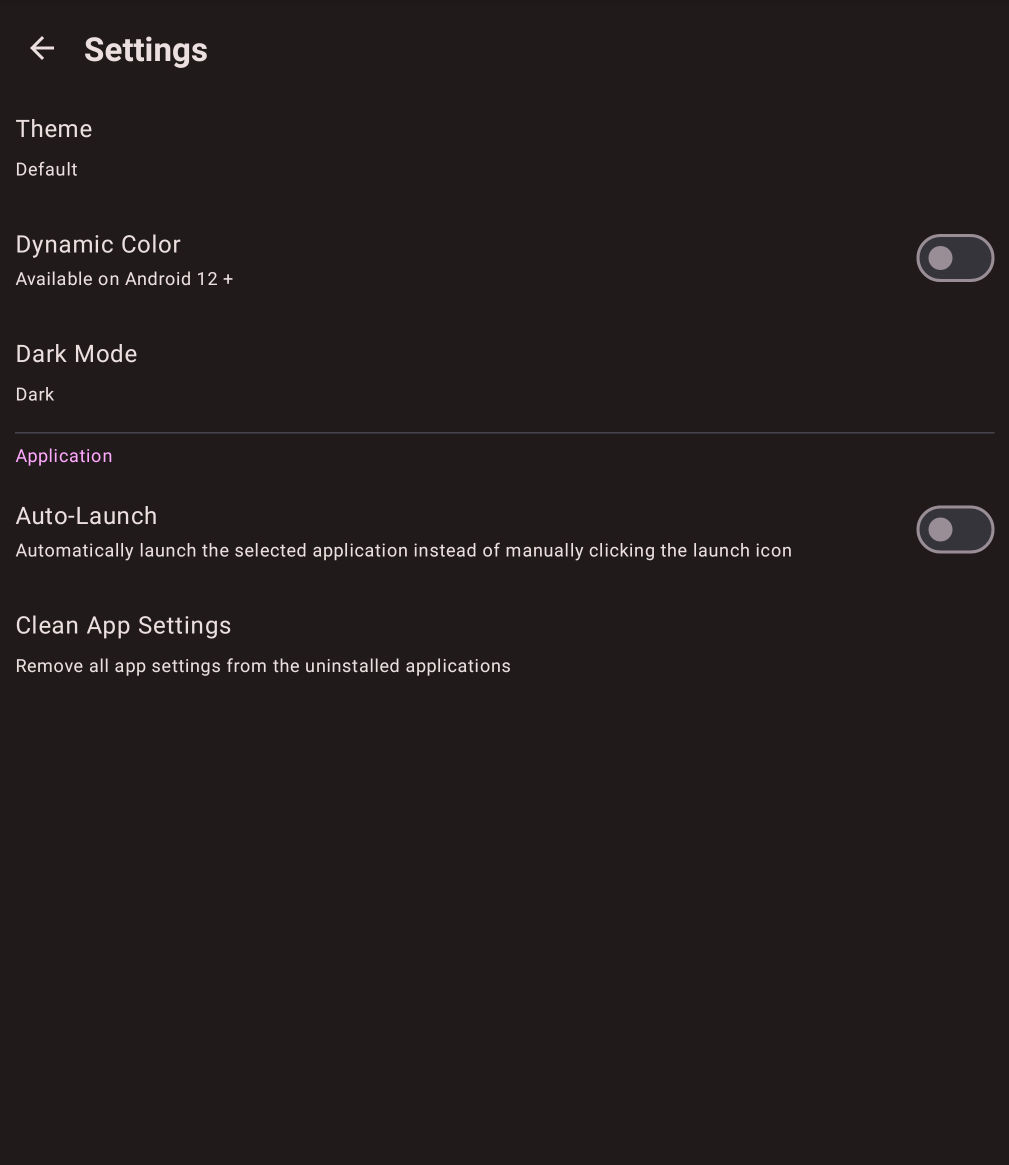 Settings
Theme
Default
Dynamic Color
Available on Android 12 +
Dark Mode
Dark
Application
Auto-Launch
Automatically launch the selected application instead of manually clicking the launch icon
Clean App Settings
Remove all app settings from the uninstalled applications